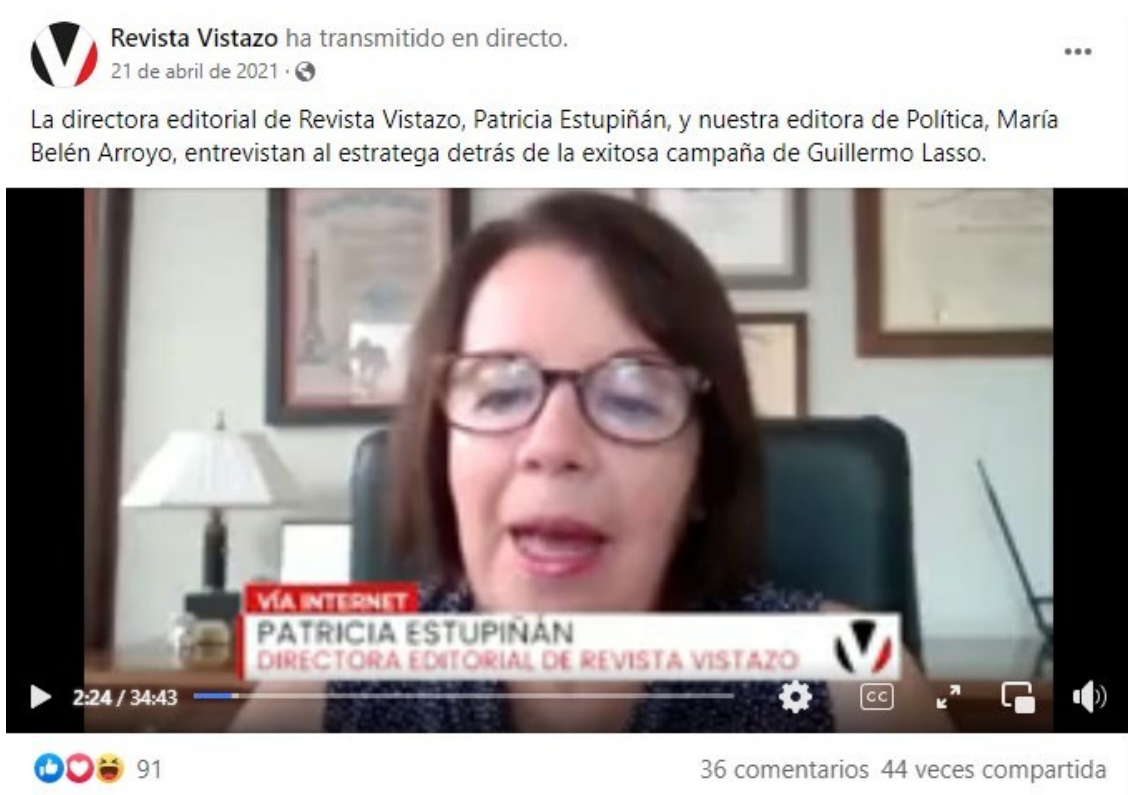 Revista Vistazo ha transmitido en directo.
21 de abril de 2021 ·
La directora editorial de Revista Vistazo, Patricia Estupiñán, y nuestra editora de Política, María
Belén Arroyo, entrevistan al estratega detrás de la exitosa campaña de Guillermo Lasso.
VÍA INTERNET
PATRICIA ESTUPIÑÁN
DIRECTORA EDITORIAL DE REVISTA VISTAZO
2:24 / 34:43
CC
91
36 comentarios 44 veces compartida